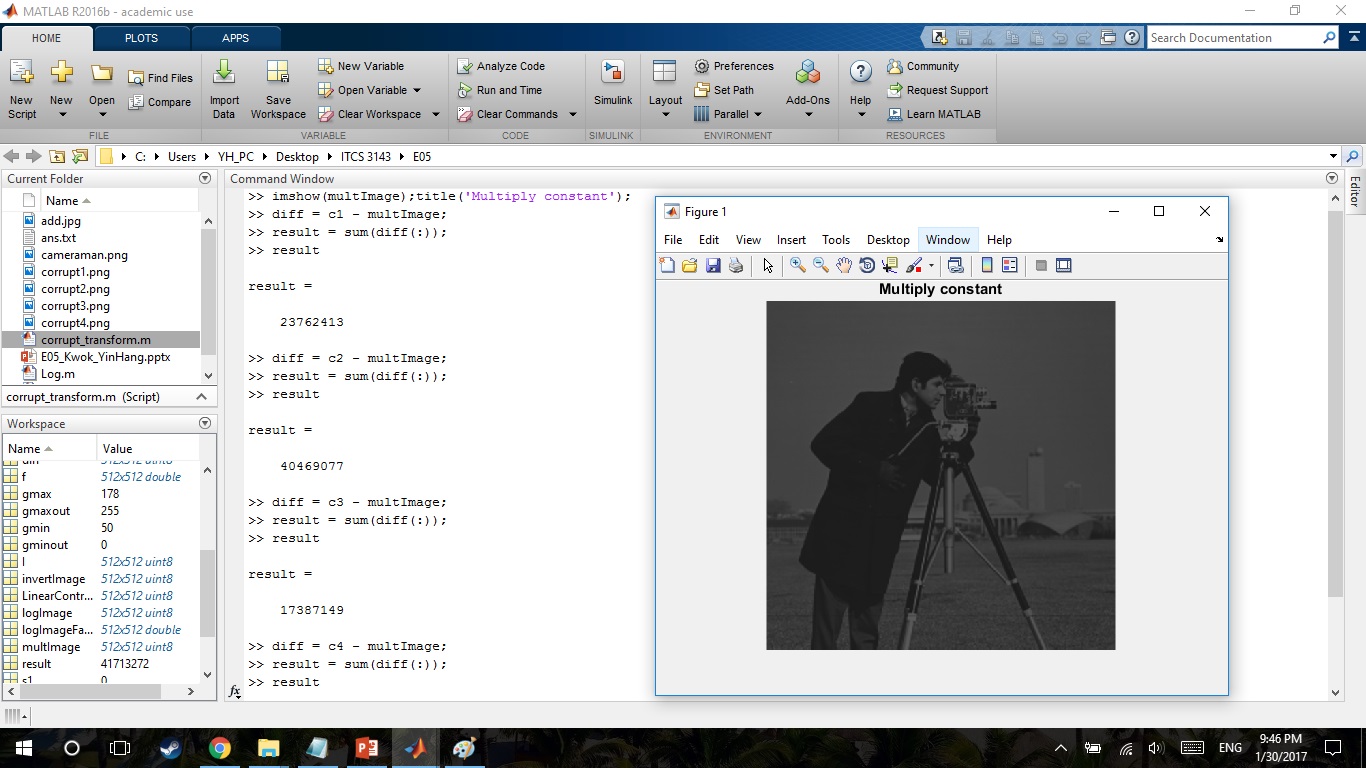 MATLAB R2016b - academic use
HOME PLOTS APPS
Search Documentation
New Script
New
Open
Find Files
Compare
FILE
Import Data
Save Workspace
New Variable
Open Variable
Clear Workspace
VARIABLE
Analyze Code
Run and Time
Clear Commands
CODE
Simulink
SIMULINK
Layout
Preferences
Set Path
Parallel
Add-Ons
ENVIRONMENT
Help
Community
Request Support
Learn MATLAB
RESOURCES
C: Users YH_PC Desktop ITCS 3143 E05
Current Folder
Name
add.jpg
ans.txt
cameraman.png
corrupt1.png
corrupt2.png
corrupt3.png
corrupt4.png
corrupt_transform.m
E05_Kwok_YinHang.pptx
Log.m
corrupt_transform.m (Script)
Workspace
Name Value
f 512x512 double
gmax 178
gmaxout 255
gmin 50
gminout 0
I 512x512 uint8
invertImage 512x512 uint8
LinearContr... 512x512 uint8
logImage 512x512 uint8
logImageFa... 512x512 double
multImage 512x512 uint8
result 41713272
s1 0
Command Window
>> imshow(multImage);title('Multiply constant');
>> diff = c1 - multImage;
>> result = sum(diff(:));
>> result
result =
23762413
>> diff = c2 - multImage;
>> result = sum(diff(:));
>> result
result =
40469077
>> diff = c3 - multImage;
>> result = sum(diff(:));
>> result
result =
17387149
>> diff = c4 - multImage;
>> result = sum(diff(:));
>> result
fx
Editor
Figure 1
File Edit View Insert Tools Desktop Window Help
Multiply constant
ENG
9:46 PM
1/30/2017